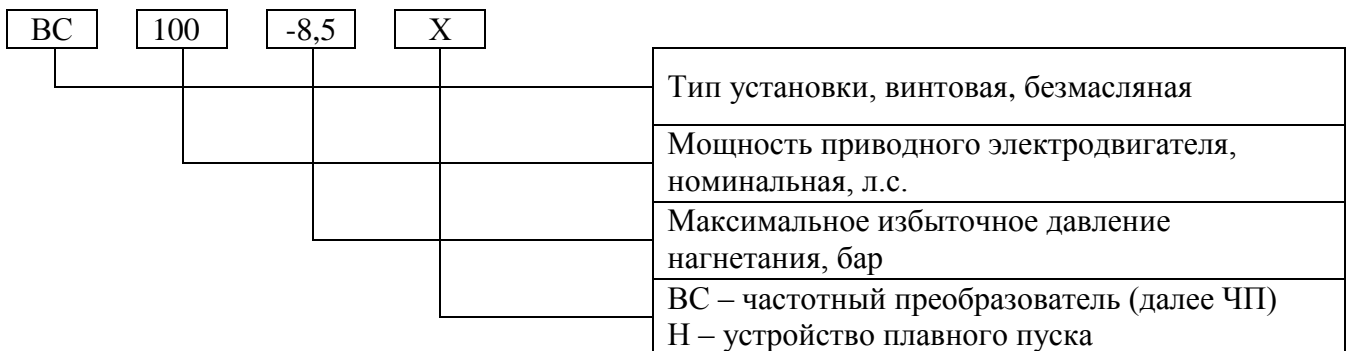 ВС 100 -8,5 Х
Тип установки, винтовая, безмасляная
Мощность приводного электродвигателя,
номинальная, л.с.
Максимальное избыточное давление
нагнетания, бар
ВС – частотный преобразователь (далее ЧП)
Н – устройство плавного пуска